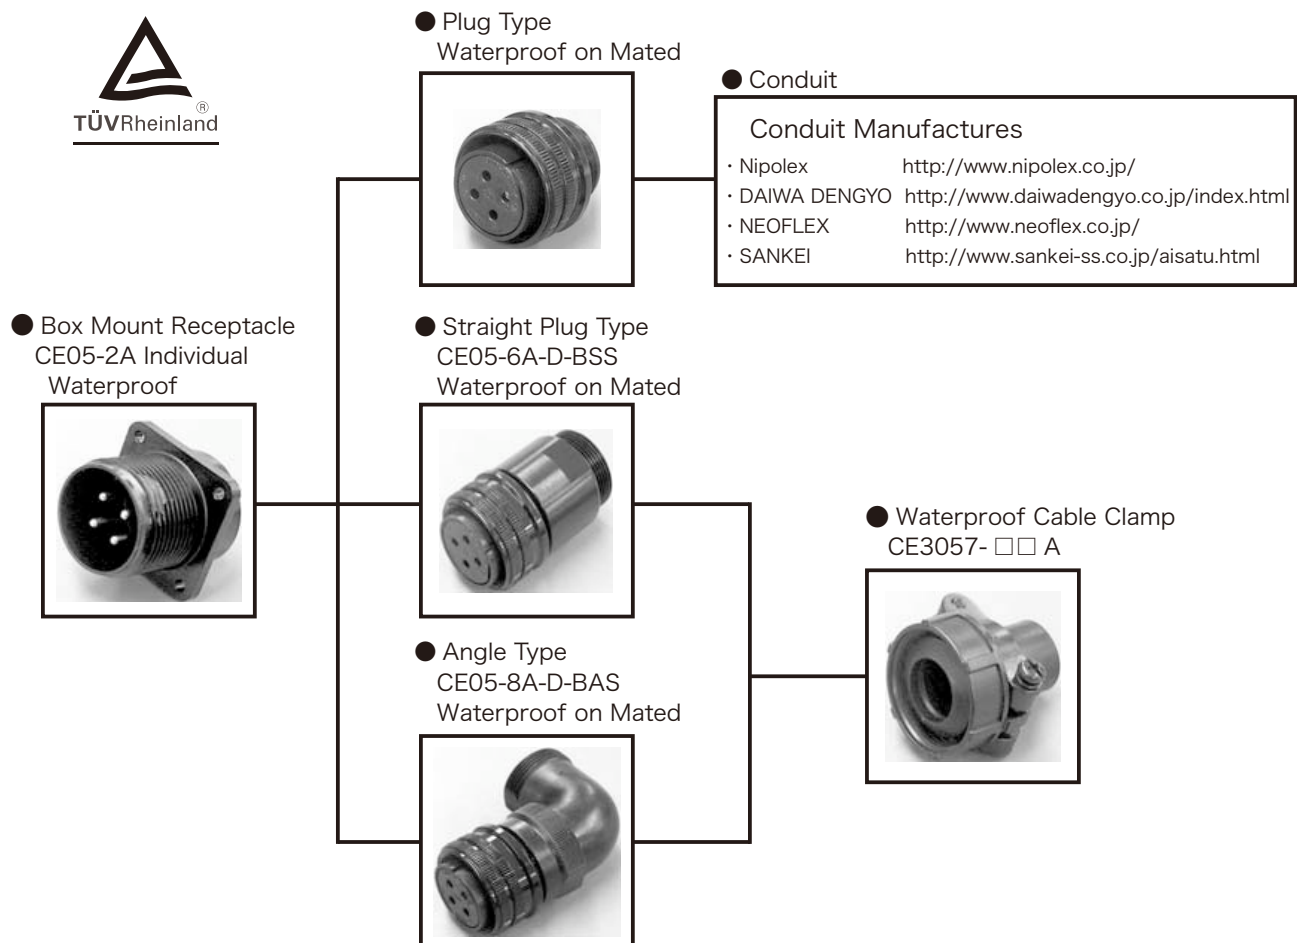 TÜVRheinland®
● Plug Type
Waterproof on Mated
● Conduit
Conduit Manufactures
・Nipolex http://www.nipolex.co.jp/
・DAIWA DENGYO http://www.daiwadengyo.co.jp/index.html
・NEOFLEX http://www.neoflex.co.jp/
・SANKEI http://www.sankei-ss.co.jp/aisatu.html
● Box Mount Receptacle
CE05-2A Individual
Waterproof
● Straight Plug Type
CE05-6A-D-BSS
Waterproof on Mated
● Waterproof Cable Clamp
CE3057- □□ A
● Angle Type
CE05-8A-D-BAS
Waterproof on Mated